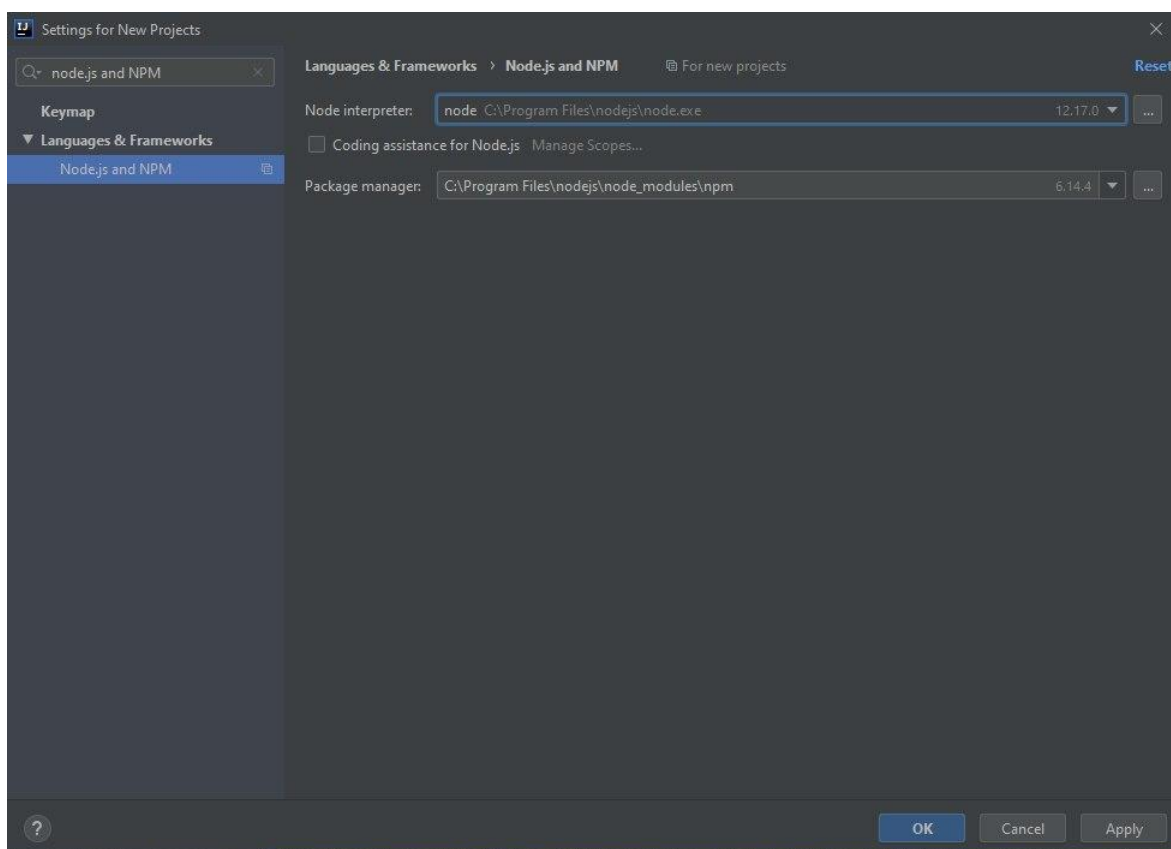 IJ Settings for New Projects
node.js and NPM
Keymap
Languages & Frameworks
Node.js and NPM
Languages & Frameworks › Node.js and NPM For new projects Reset
Node interpreter: node C:\Program Files\nodejs\node.exe 12.17.0 ...
Coding assistance for Node.js Manage Scopes...
Package manager: C:\Program Files\nodejs\node_modules\npm 6.14.4 ...
? OK Cancel Apply